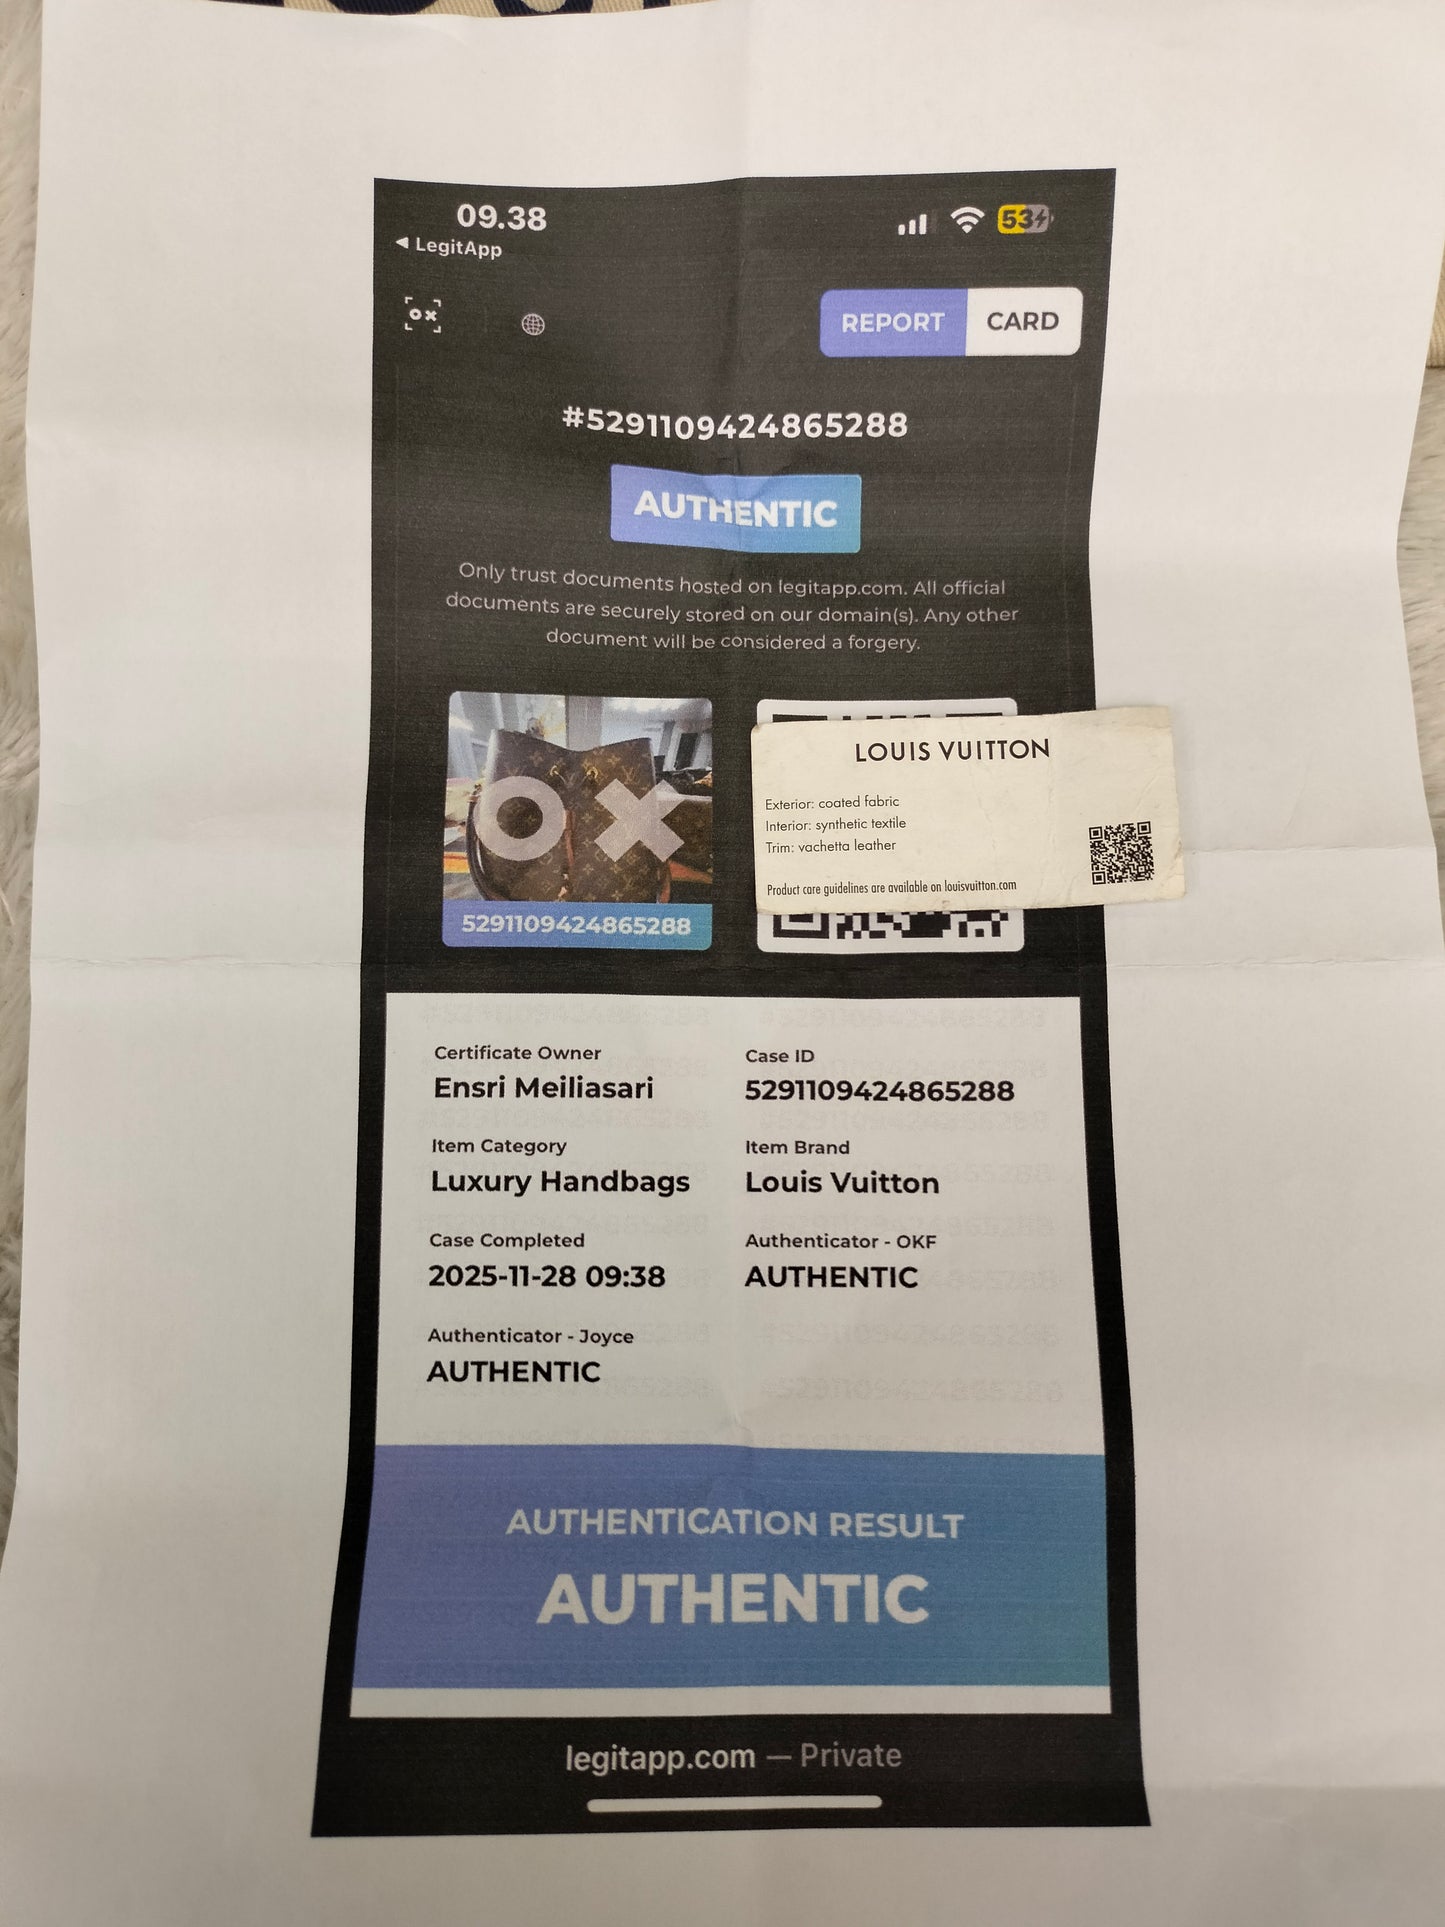 09.38
53
◀ LegitApp
REPORT CARD
#5291109424865288
AUTHENTIC
Only trust documents hosted on legitapp.com. All official
documents are securely stored on our domain(s). Any other
document will be considered a forgery.
OX
5291109424865288
LOUIS VUITTON
Exterior: coated fabric
Interior: synthetic textile
Trim: vachetta leather
Product care guidelines are available on louisvuitton.com
Certificate Owner
Ensri Meiliasari
Case ID
5291109424865288
Item Category
Luxury Handbags
Item Brand
Louis Vuitton
Case Completed
2025-11-28 09:38
Authenticator - OKF
AUTHENTIC
Authenticator - Joyce
AUTHENTIC
AUTHENTICATION RESULT
AUTHENTIC
legitapp.com — Private